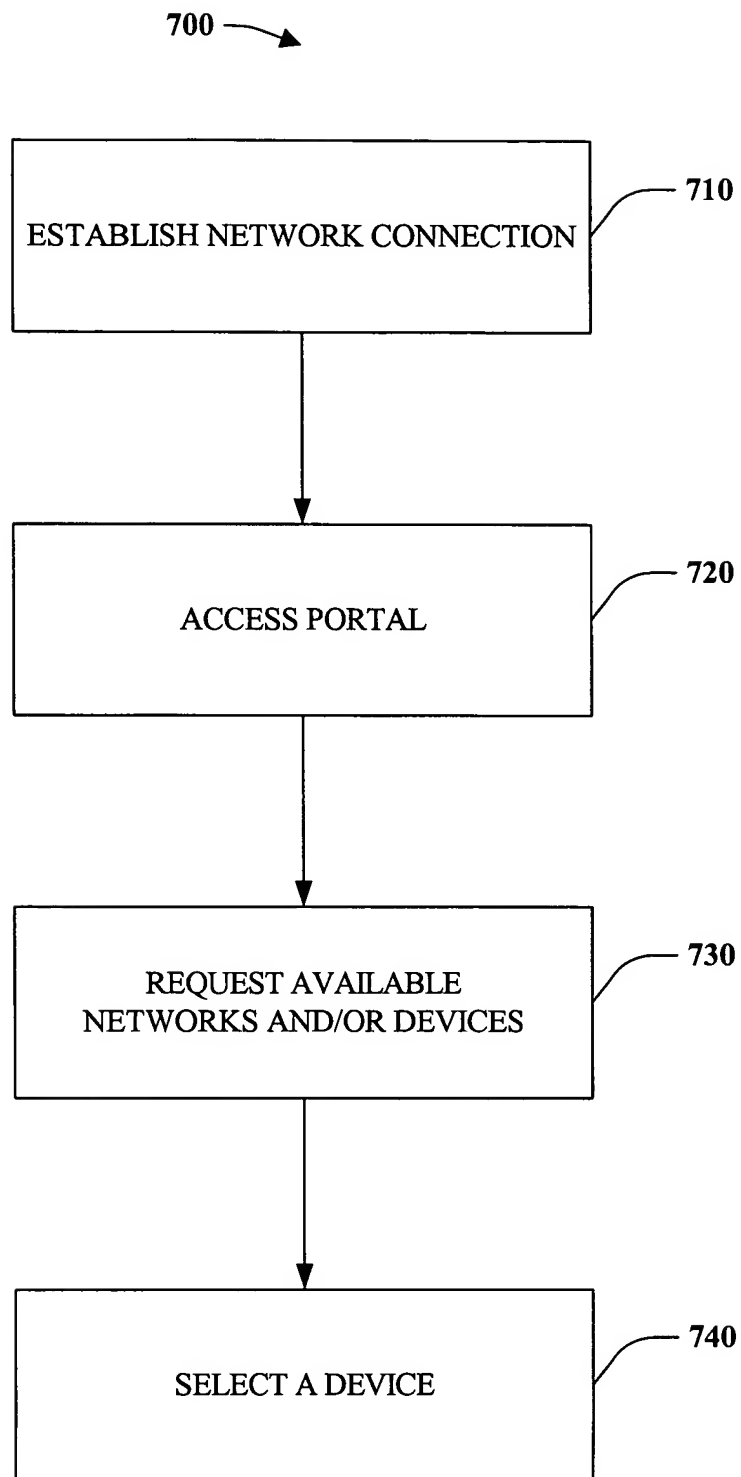 700
ESTABLISH NETWORK CONNECTION
710
ACCESS PORTAL
720
REQUEST AVAILABLE
NETWORKS AND/OR DEVICES
730
SELECT A DEVICE
740